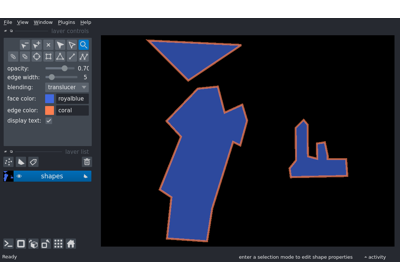 File View Window Plugins Help
layer controls
opacity: 0.70
edge width: 5
blending: translucer
face color: royalblue
edge color: coral
display text:
layer list
shapes
Ready enter a selection mode to edit shape properties activity